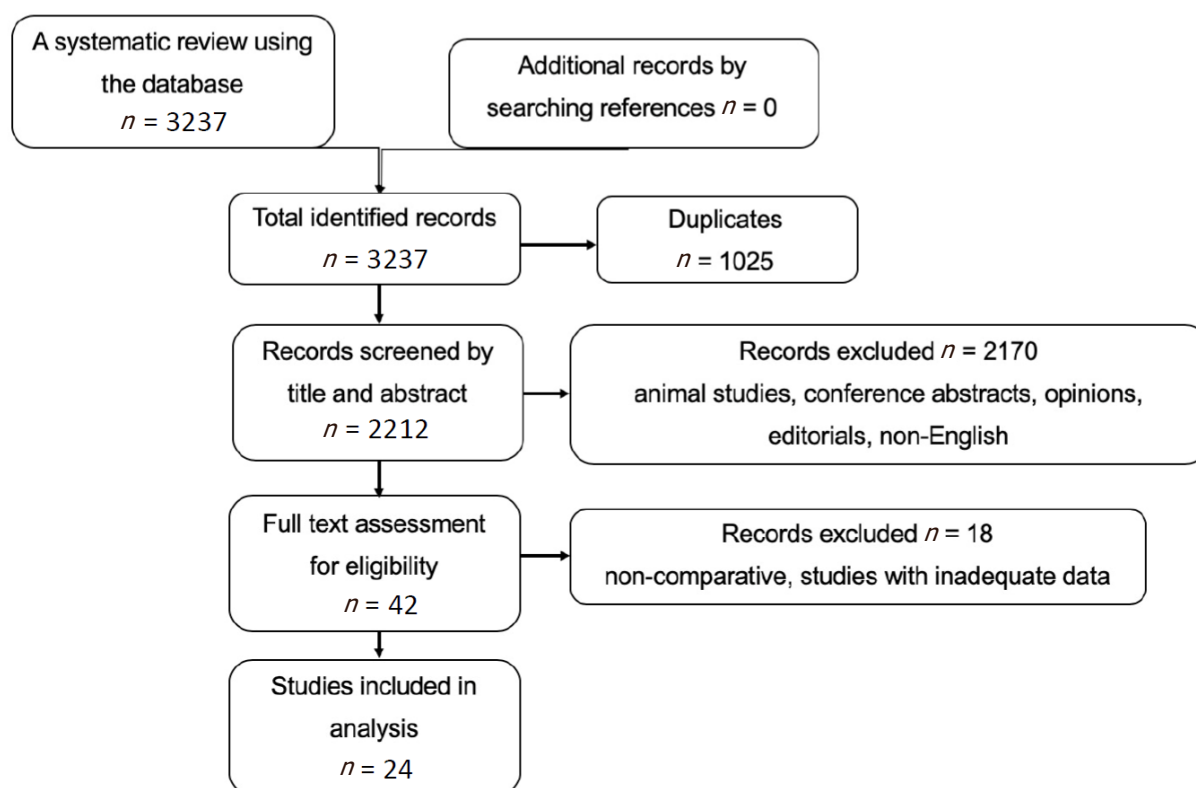 A systematic review using
the database
n = 3237
Additional records by
searching references n = 0
Total identified records
n = 3237
Duplicates
n = 1025
Records screened by
title and abstract
n = 2212
Records excluded n = 2170
animal studies, conference abstracts, opinions,
editorials, non-English
Full text assessment
for eligibility
n = 42
Records excluded n = 18
non-comparative, studies with inadequate data
Studies included in
analysis
n = 24